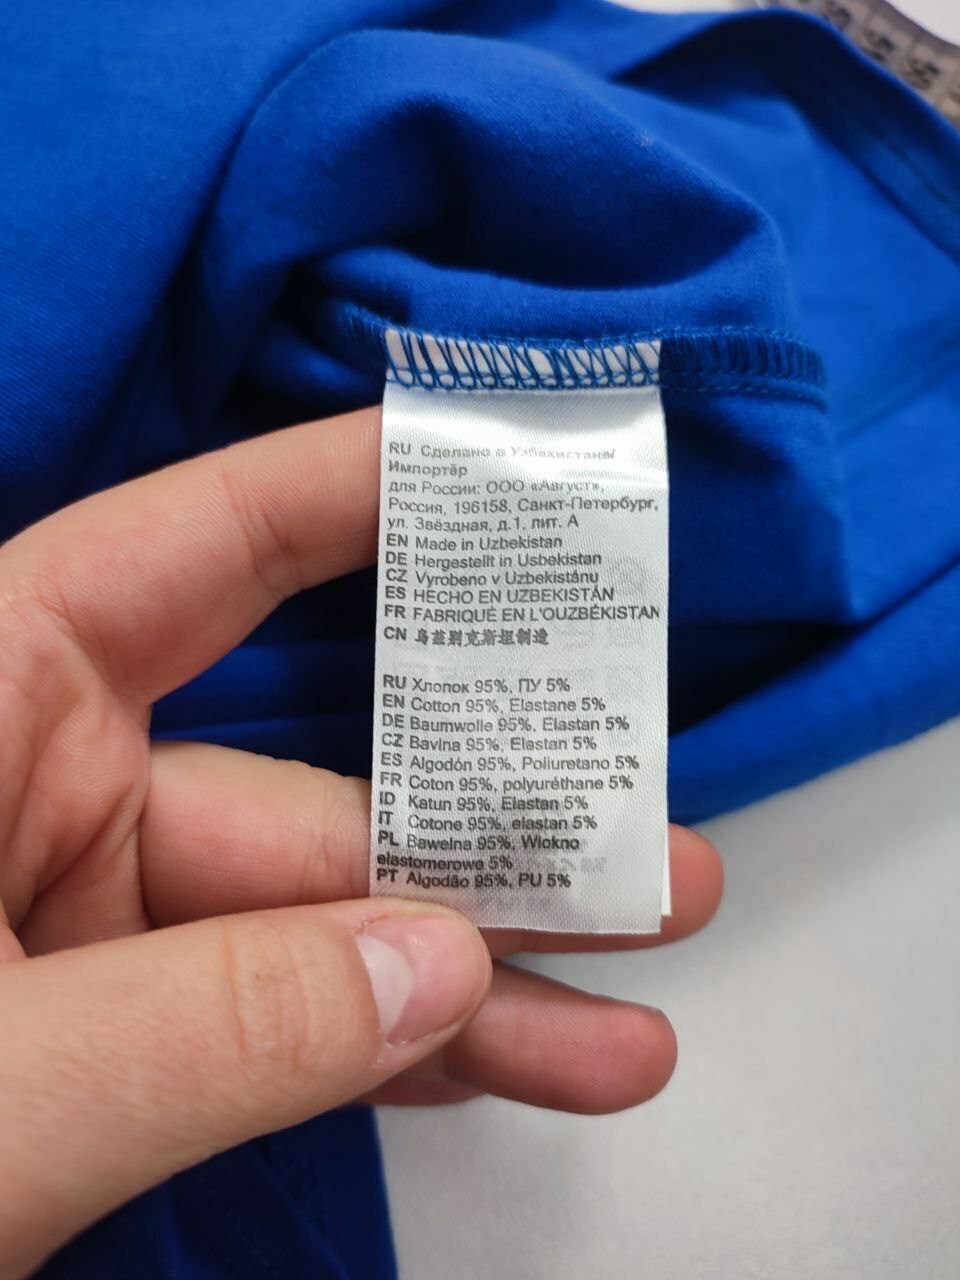 RU Сделано в Узбекистане/
Импортёр
для России: ООО «Август»,
Россия, 196158, Санкт-Петербург,
ул. Звёздная, д.1, лит. А
EN Made in Uzbekistan
DE Hergestellt in Usbekistan
CZ Vyrobeno v Uzbekistánu
ES HECHO EN UZBEKISTÁN
FR FABRIQUÉ EN L'OUZBÉKISTAN
CN 乌兹别克斯坦制造
RU Хлопок 95%, ПУ 5%
EN Cotton 95%, Elastane 5%
DE Baumwolle 95%, Elastan 5%
CZ Bavlna 95%, Elastan 5%
ES Algodón 95%, Poliuretano 5%
FR Coton 95%, polyuréthane 5%
ID Katun 95%, Elastan 5%
IT Cotone 95%, elastan 5%
PL Bawełna 95%, Włokno
elastomerowe 5%
PT Algodão 95%, PU 5%